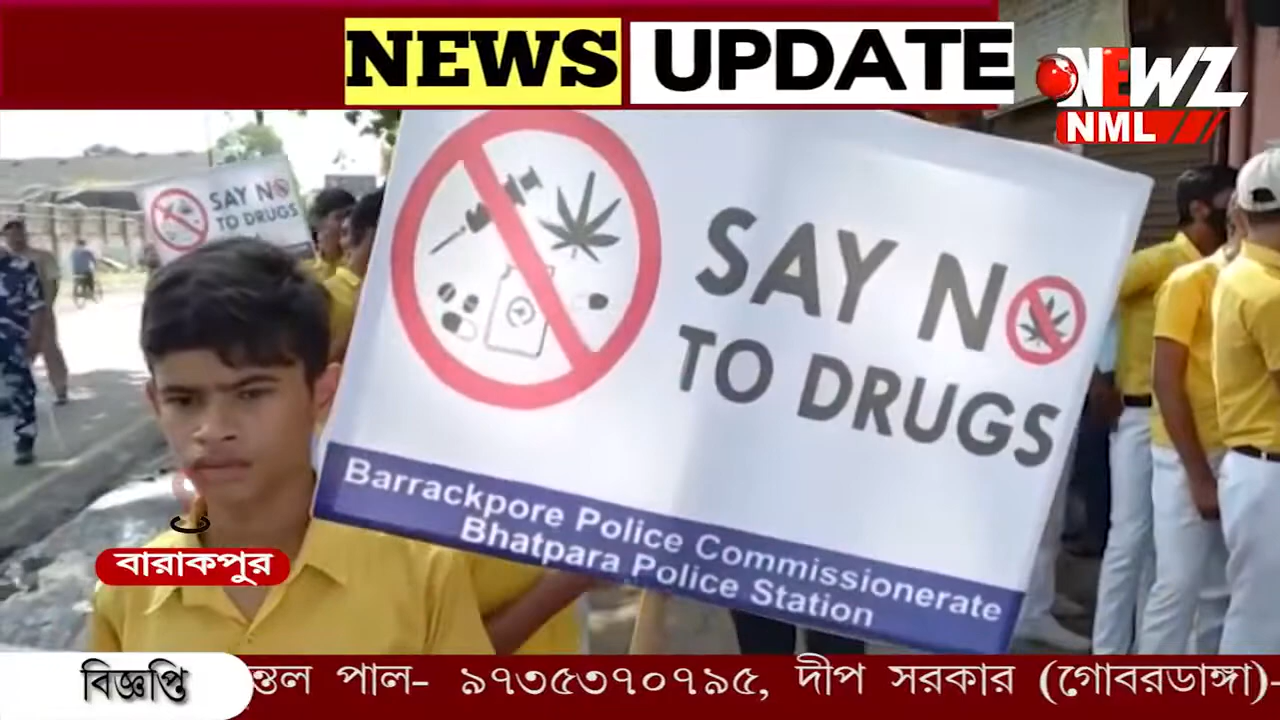 NEWS UPDATE
NEWZ
NML
SAY NO
TO DRUGS
SAY NO
TO DRUGS
Barrackpore Police Commissionerate
Bhatpara Police Station
বারাকপুর
বিজ্ঞপ্তি
ন্তল পাল- ৯৭৩৫৩৭০৭৯৫, দীপ সরকার (গোবরডাঙ্গা)-